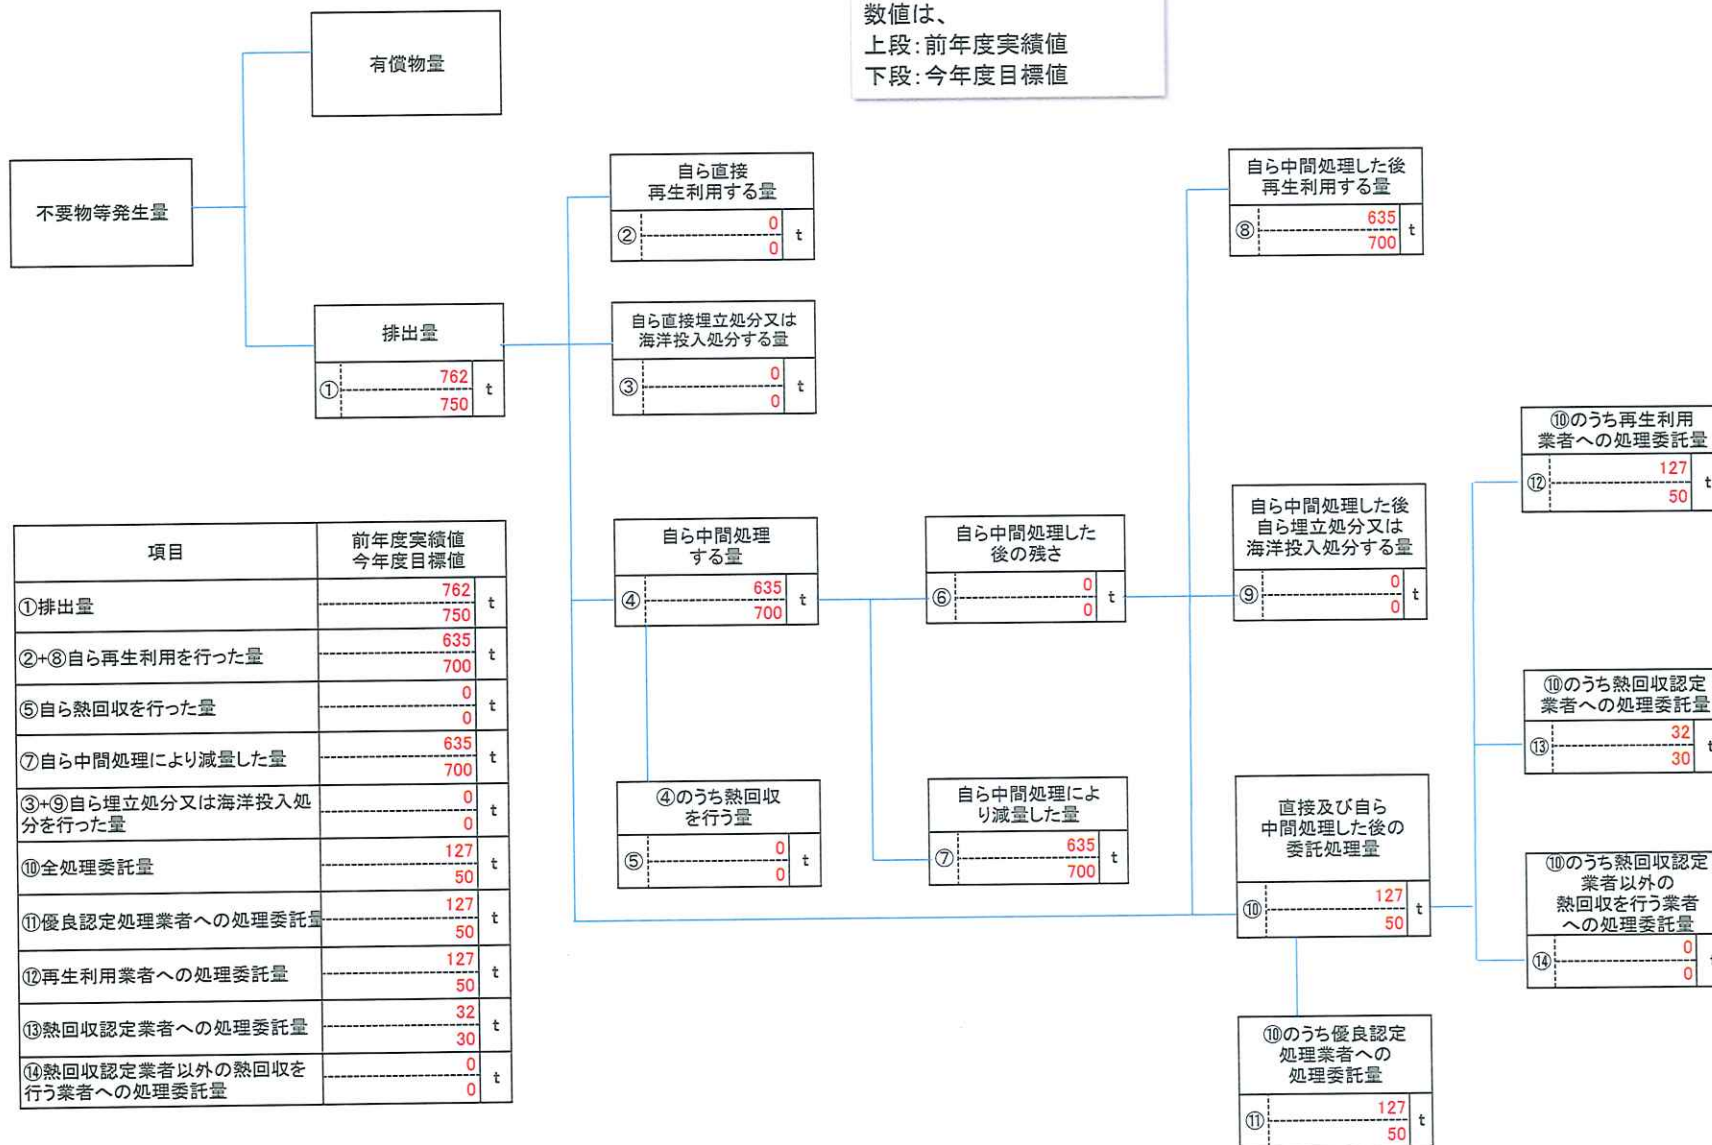 数値は、
上段:前年度実績値
下段:今年度目標値
有償物量
不要物等発生量
排出量
①
762
750
t
自ら直接
再生利用する量
②
0
0
t
自ら直接埋立処分又は
海洋投入処分する量
③
0
0
t
自ら中間処理
する量
④
635
700
t
④のうち熱回収
を行う量
⑤
0
0
t
自ら中間処理した
後の残さ
⑥
0
0
t
自ら中間処理によ
り減量した量
⑦
635
700
t
自ら中間処理した後
再生利用する量
⑧
635
700
t
自ら中間処理した後
自ら埋立処分又は
海洋投入処分する量
⑨
0
0
t
直接及び自ら
中間処理した後の
委託処理量
⑩
127
50
t
⑩のうち優良認定
処理業者への
処理委託量
⑪
127
50
t
⑩のうち再生利用
業者への処理委託量
⑫
127
50
t
⑩のうち熱回収認定
業者への処理委託量
⑬
32
30
t
⑩のうち熱回収認定
業者以外の
熱回収を行う業者
への処理委託量
⑭
0
0
t
項目
前年度実績値
今年度目標値
①排出量
762
750
t
②+⑧自ら再生利用を行った量
635
700
t
⑤自ら熱回収を行った量
0
0
t
⑦自ら中間処理により減量した量
635
700
t
③+⑨自ら埋立処分又は海洋投入処
分を行った量
0
0
t
⑩全処理委託量
127
50
t
⑪優良認定処理業者への処理委託量
127
50
t
⑫再生利用業者への処理委託量
127
50
t
⑬熱回収認定業者への処理委託量
32
30
t
⑭熱回収認定業者以外の熱回収を
行う業者への処理委託量
0
0
t